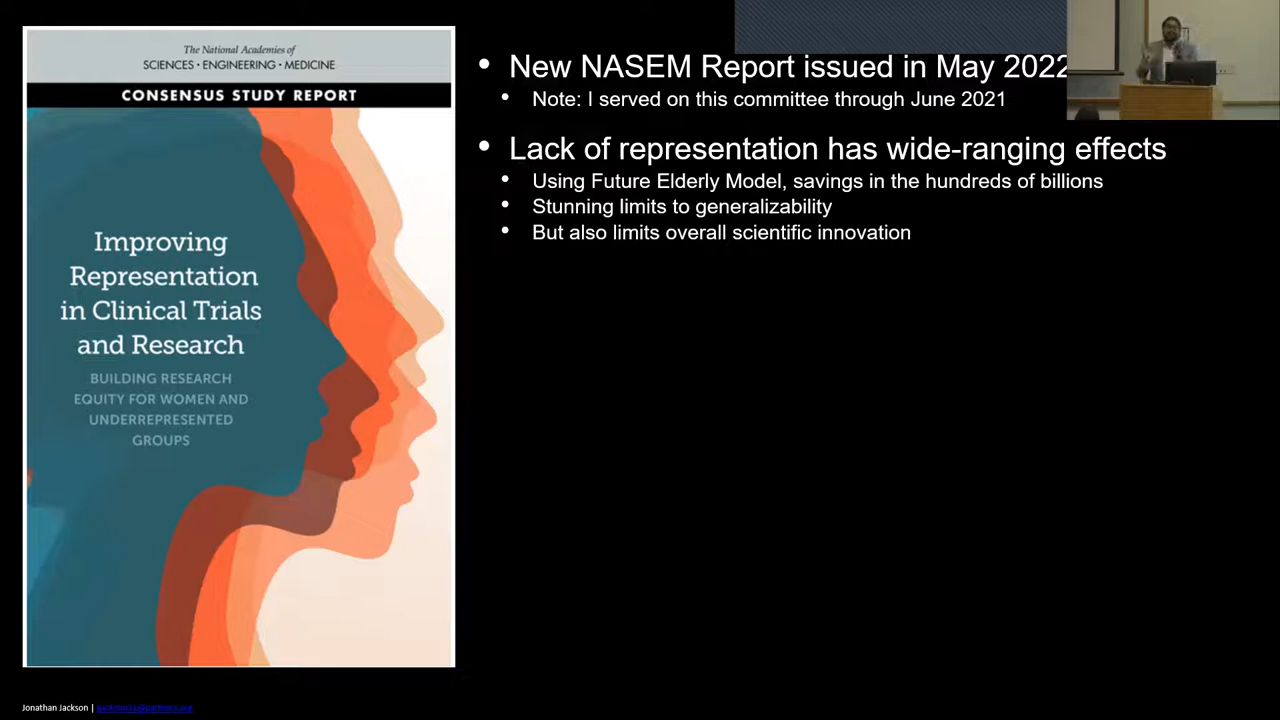 The National Academies of
SCIENCES • ENGINEERING • MEDICINE
CONSENSUS STUDY REPORT
Improving
Representation
in Clinical Trials
and Research
BUILDING RESEARCH
EQUITY FOR WOMEN AND
UNDERREPRESENTED
GROUPS
• New NASEM Report issued in May 2022
• Note: I served on this committee through June 2021
• Lack of representation has wide-ranging effects
• Using Future Elderly Model, savings in the hundreds of billions
• Stunning limits to generalizability
• But also limits overall scientific innovation
Jonathan Jackson |